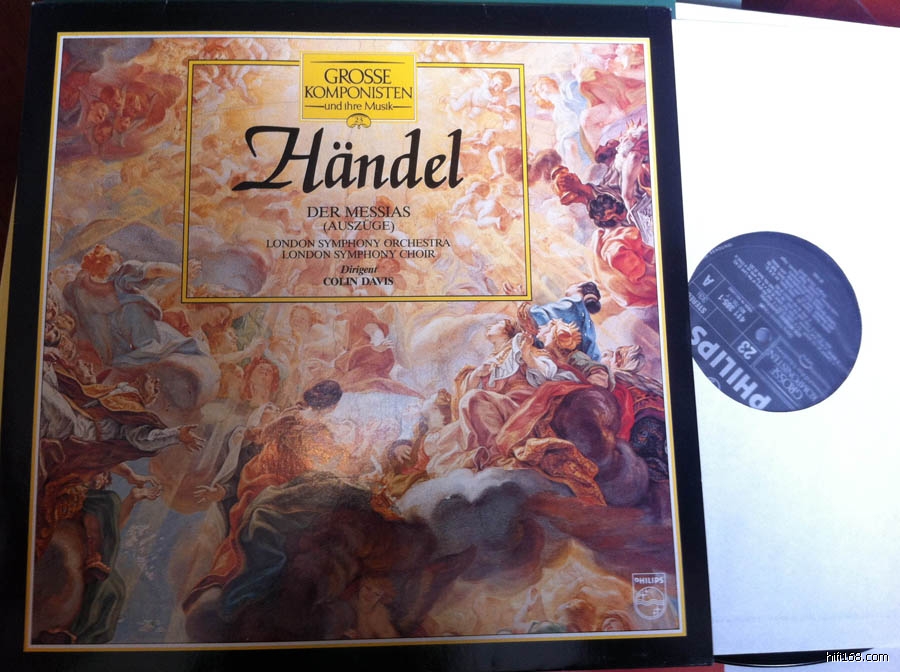 GROSSE
KOMPONISTEN
und ihre Musik
23
Händel
DER MESSIAS
(AUSZÜGE)
LONDON SYMPHONY ORCHESTRA
LONDON SYMPHONY CHOIR
Dirigent
COLIN DAVIS
PHILIPS
PHILIPS
23
A
hifi168.com